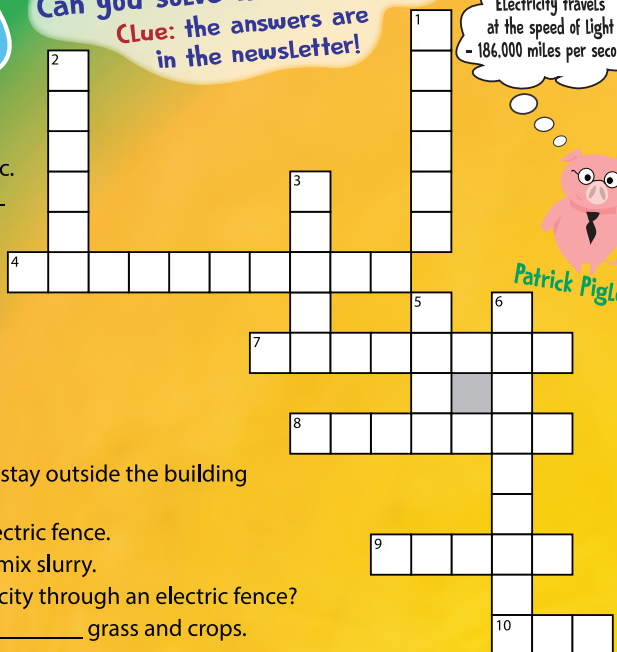 Can you solve
CLue: the answers are
in the newsLetter!
Electricity travels
at the speed of Light
- 186,000 miles per seco
Patrick PigL
c.
1
2
3
4
5
6
7
8
9
10
stay outside the building
ectric fence.
mix slurry.
city through an electric fence?
________ grass and crops.